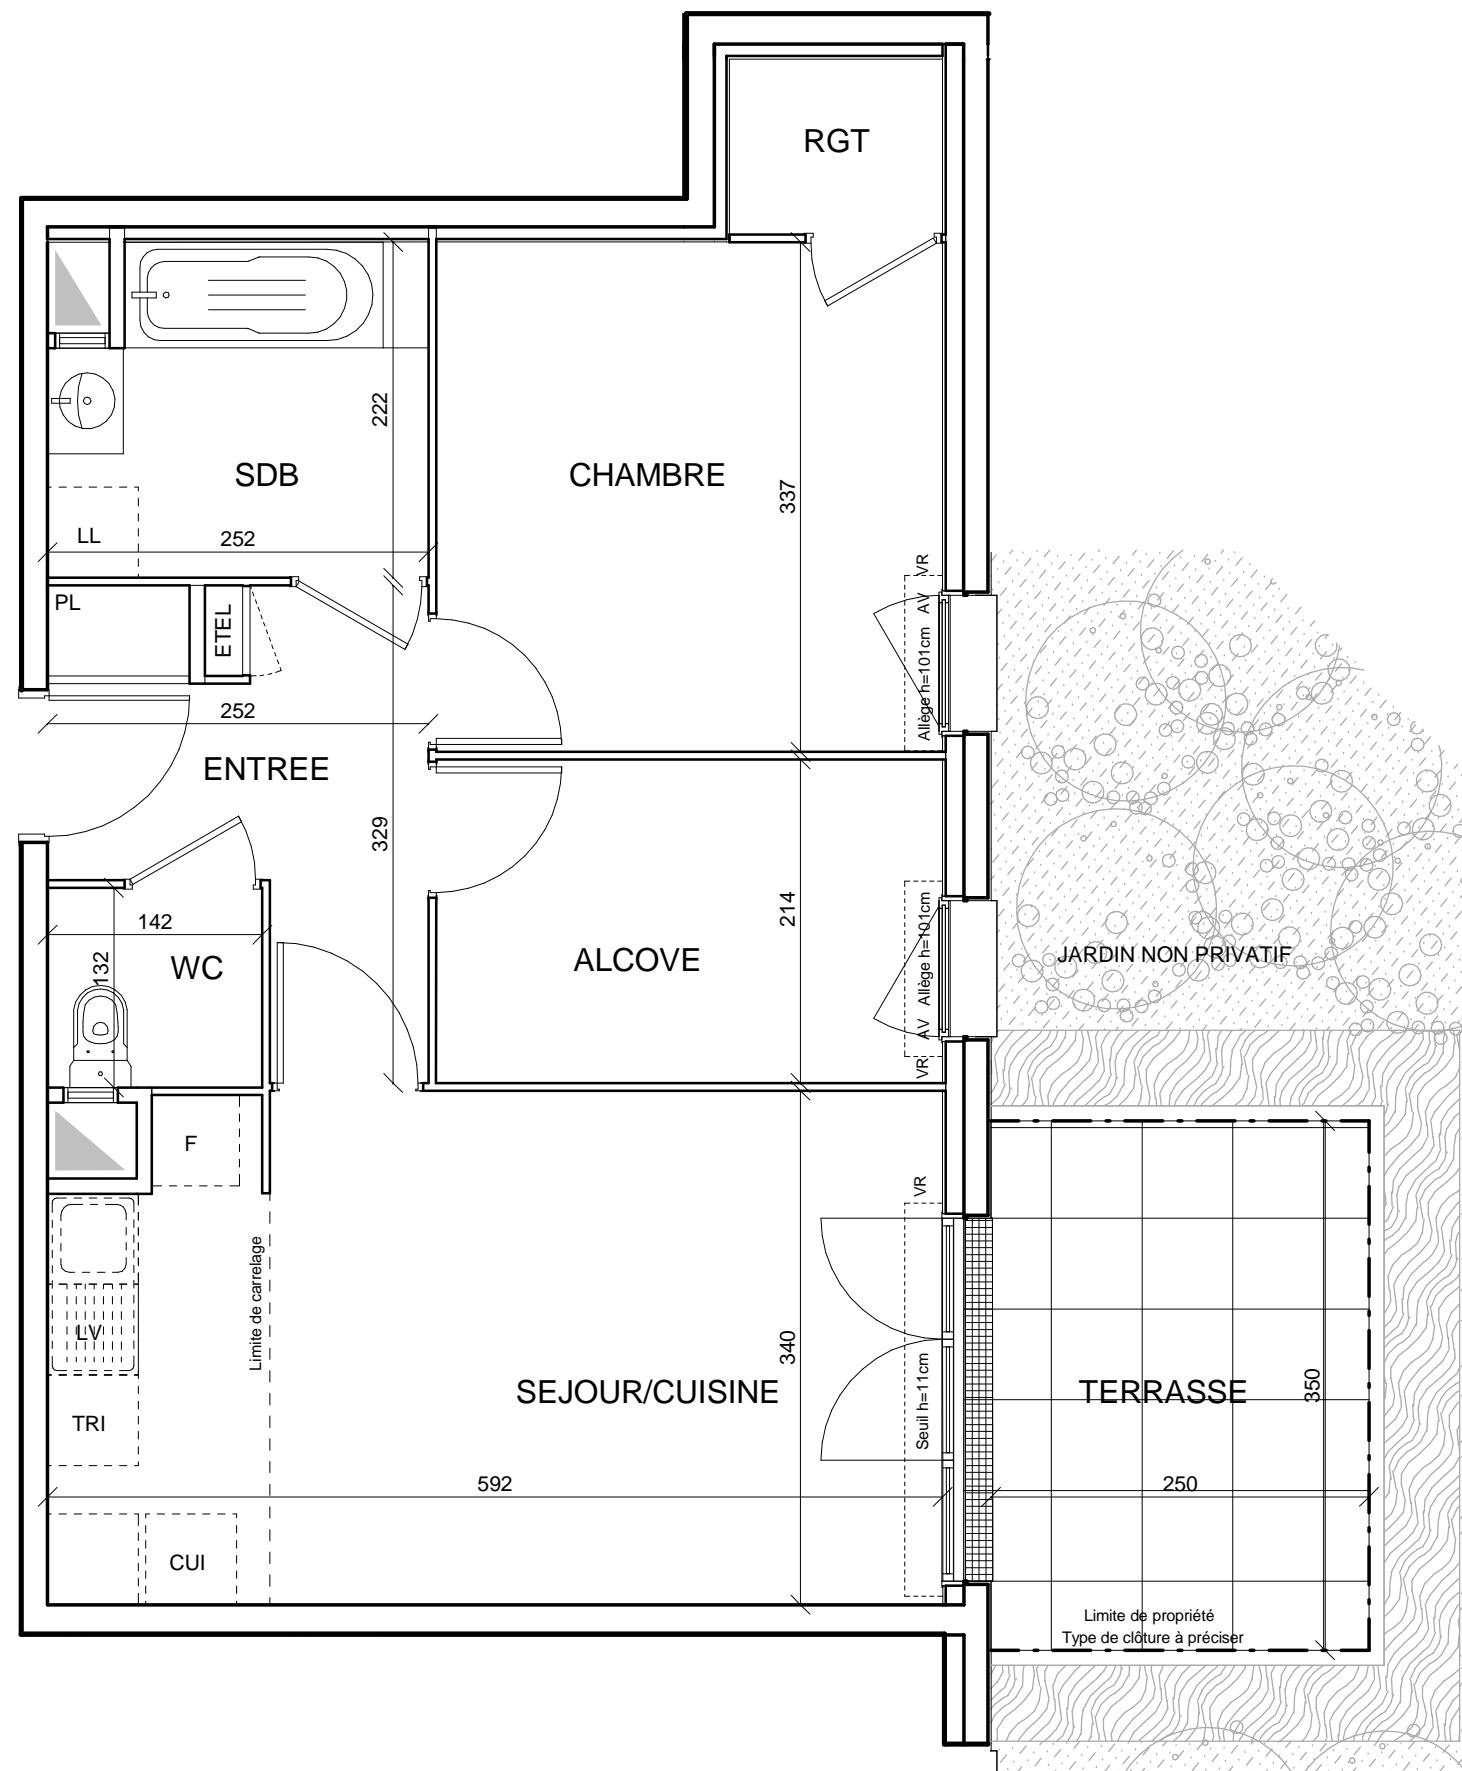 RGT
SDB
222
252
LL
CHAMBRE
337
VR
AV
Allège h=101cm
PL
ETEL
252
ENTREE
329
142
132
WC
ALCOVE
214
Allège h=101cm
AV
VR
JARDIN NON PRIVATIF
F
LV
TRI
CUI
Limite de carrelage
SEJOUR/CUISINE
592
340
VR
Seuil h=11cm
TERRASSE
350
250
Limite de propriété
Type de clôture à préciser